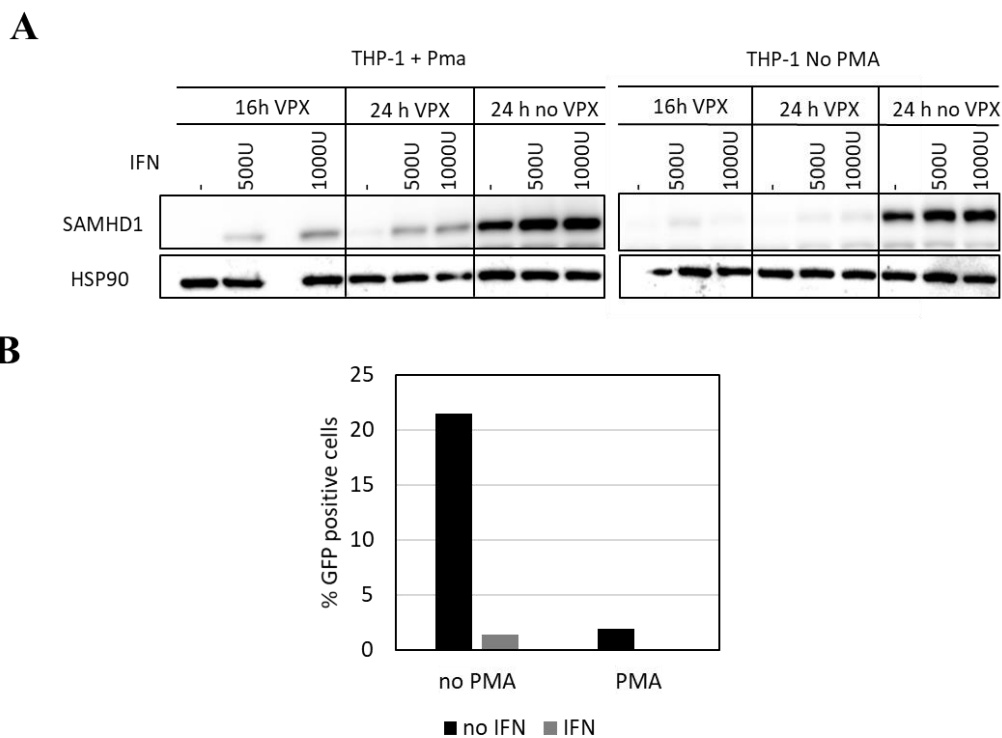 A
THP-1 + Pma THP-1 No PMA
16h VPX 24 h VPX 24 h no VPX 16h VPX 24 h VPX 24 h no VPX
IFN - 500U 1000U - 500U 1000U - 500U 1000U - 500U 1000U - 500U 1000U - 500U 1000U
SAMHD1
HSP90
B
25
20
15
10
5
0
% GFP positive cells
no PMA PMA
no IFN IFN